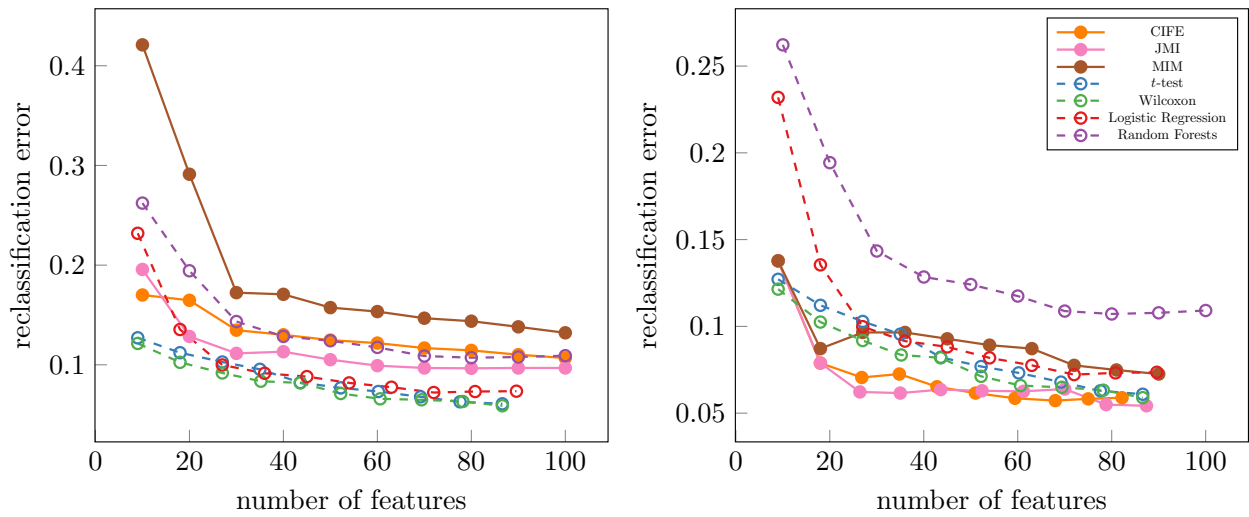 0.4
0.3
0.2
0.1
reclassification error
0 20 40 60 80 100
number of features
0.25
0.2
0.15
0.1
0.05
reclassification error
0 20 40 60 80 100
number of features
CIFE
JMI
MIM
t-test
Wilcoxon
Logistic Regression
Random Forests